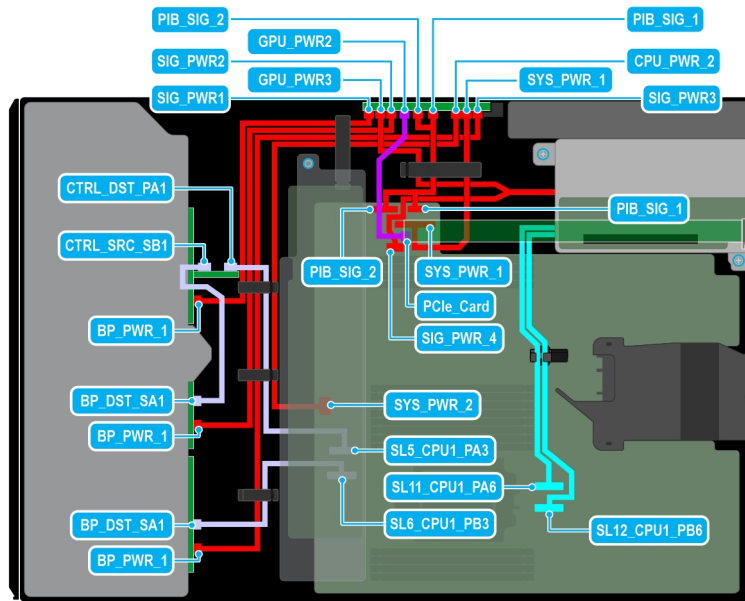 PIB_SIG_2
PIB_SIG_1
GPU_PWR2
SIG_PWR2
CPU_PWR_2
GPU_PWR3
SYS_PWR_1
SIG_PWR1
SIG_PWR3
CTRL_DST_PA1
PIB_SIG_1
CTRL_SRC_SB1
PIB_SIG_2
SYS_PWR_1
PCIe_Card
BP_PWR_1
SIG_PWR_4
BP_DST_SA1
SYS_PWR_2
BP_PWR_1
SL5_CPU1_PA3
SL11_CPU1_PA6
BP_DST_SA1
SL6_CPU1_PB3
SL12_CPU1_PB6
BP_PWR_1